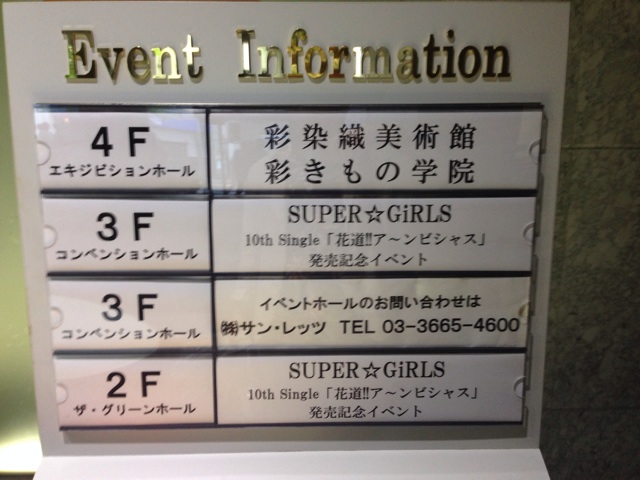 Event Information
4F
エキジビションホール
彩染織美術館
彩きもの学院
3F
コンベンションホール
SUPER☆GiRLS
10th Single「花道!!ア～ンビシャス」
発売記念イベント
3F
コンベンションホール
イベントホールのお問い合わせは
㈱サン・レッツ TEL 03-3665-4600
2F
ザ・グリーンホール
SUPER☆GiRLS
10th Single「花道!!ア～ンビシャス」
発売記念イベント